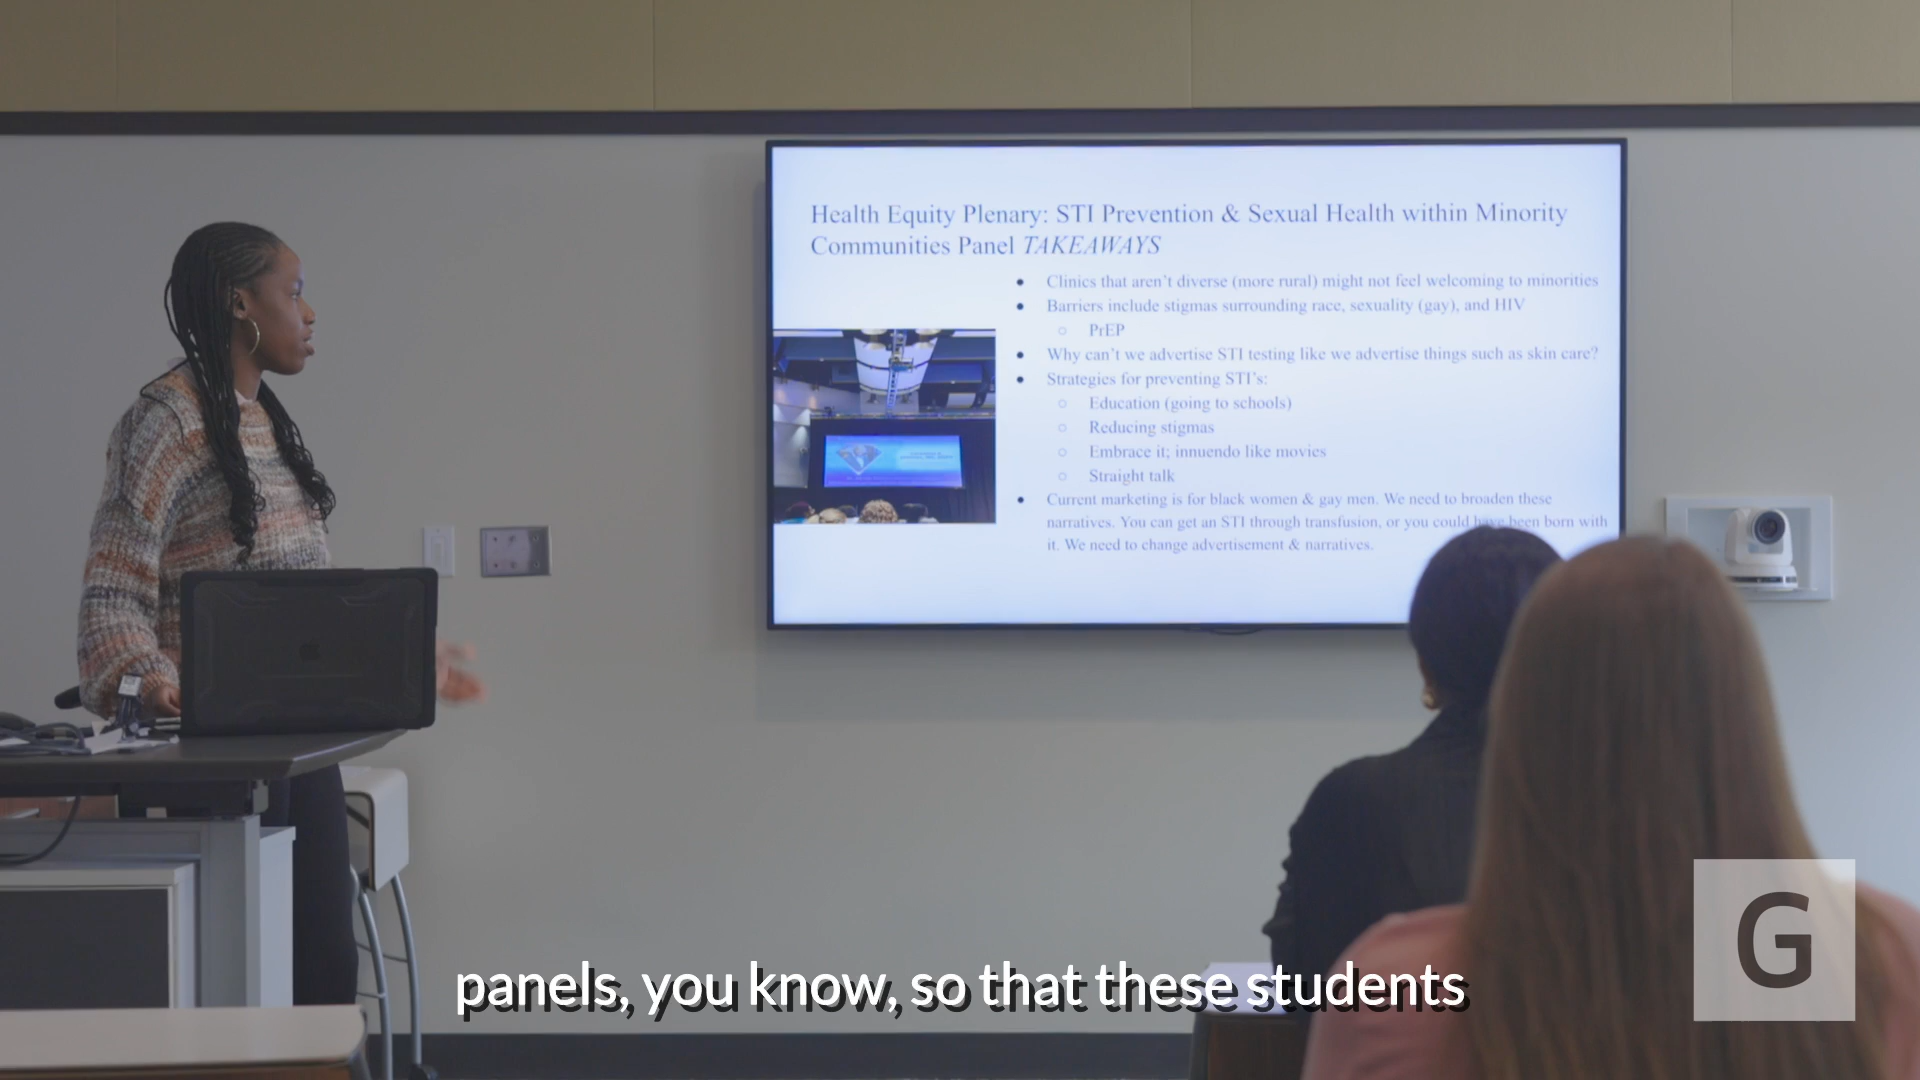 Health Equity Plenary: STI Prevention & Sexual Health within Minority
Communities Panel TAKEAWAYS
• Clinics that aren't diverse (more rural) might not feel welcoming to minorities
• Barriers include stigmas surrounding race, sexuality (gay), and HIV
○ PrEP
• Why can't we advertise STI testing like we advertise things such as skin care?
• Strategies for preventing STI's:
○ Education (going to schools)
○ Reducing stigmas
○ Embrace it; innuendo like movies
○ Straight talk
• Current marketing is for black women & gay men. We need to broaden these
narratives. You can get an STI through transfusion, or you could have been born with
it. We need to change advertisement & narratives.
panels, you know, so that these students
G